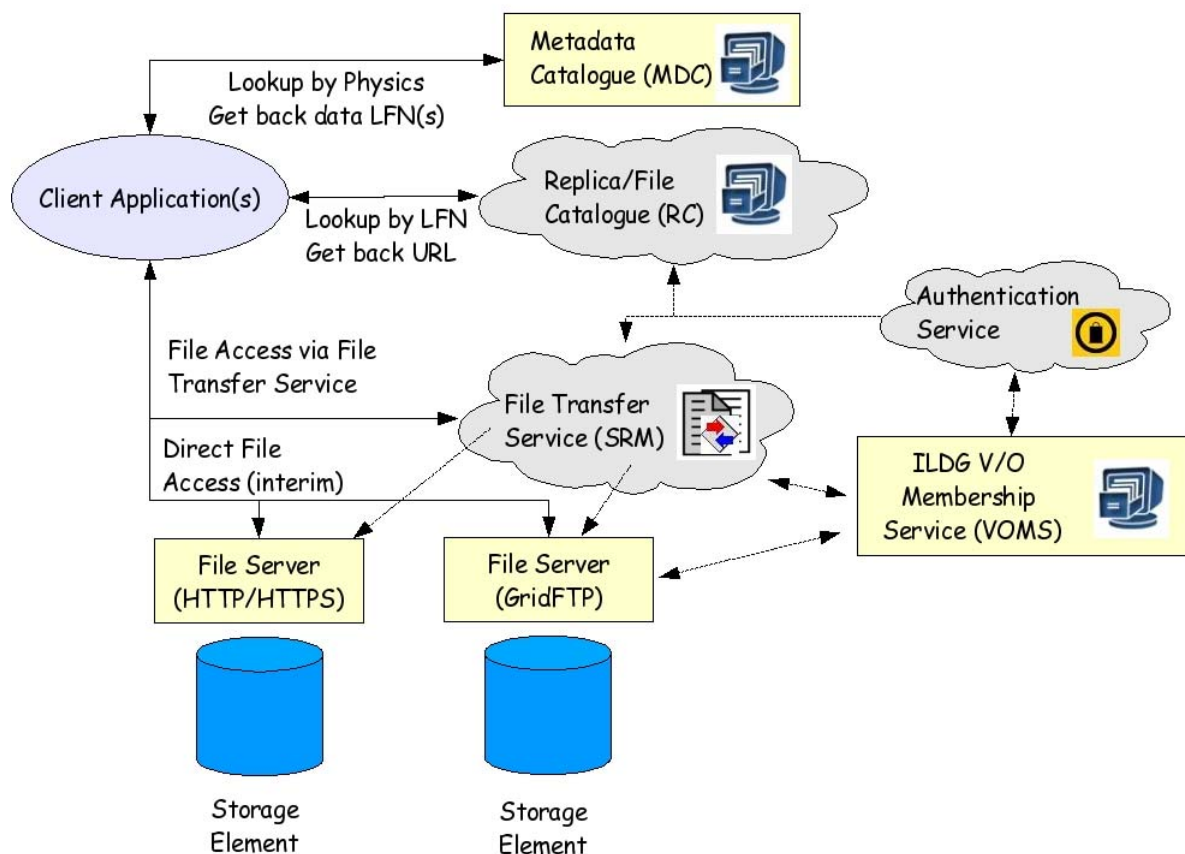 Metadata
Catalogue (MDC)
Lookup by Physics
Get back data LFN(s)
Client Application(s)
Replica/File
Catalogue (RC)
Lookup by LFN
Get back URL
Authentication
Service
File Access via File
Transfer Service
File Transfer
Service (SRM)
Direct File
Access (interim)
ILDG V/O
Membership
Service (VOMS)
File Server
(HTTP/HTTPS)
File Server
(GridFTP)
Storage
Element
Storage
Element